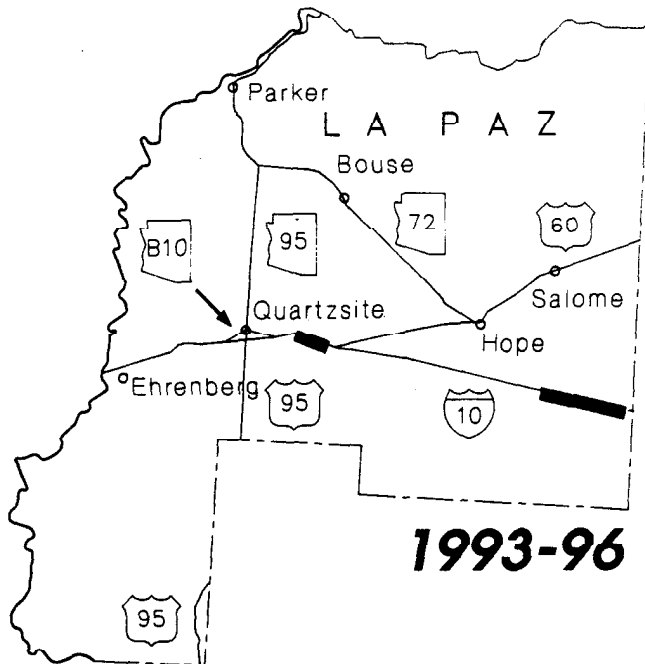 Parker
L A P A Z
Bouse
B10
95
72
60
Quartzsite
Salome
Hope
Ehrenberg
95
10
1993-96
95